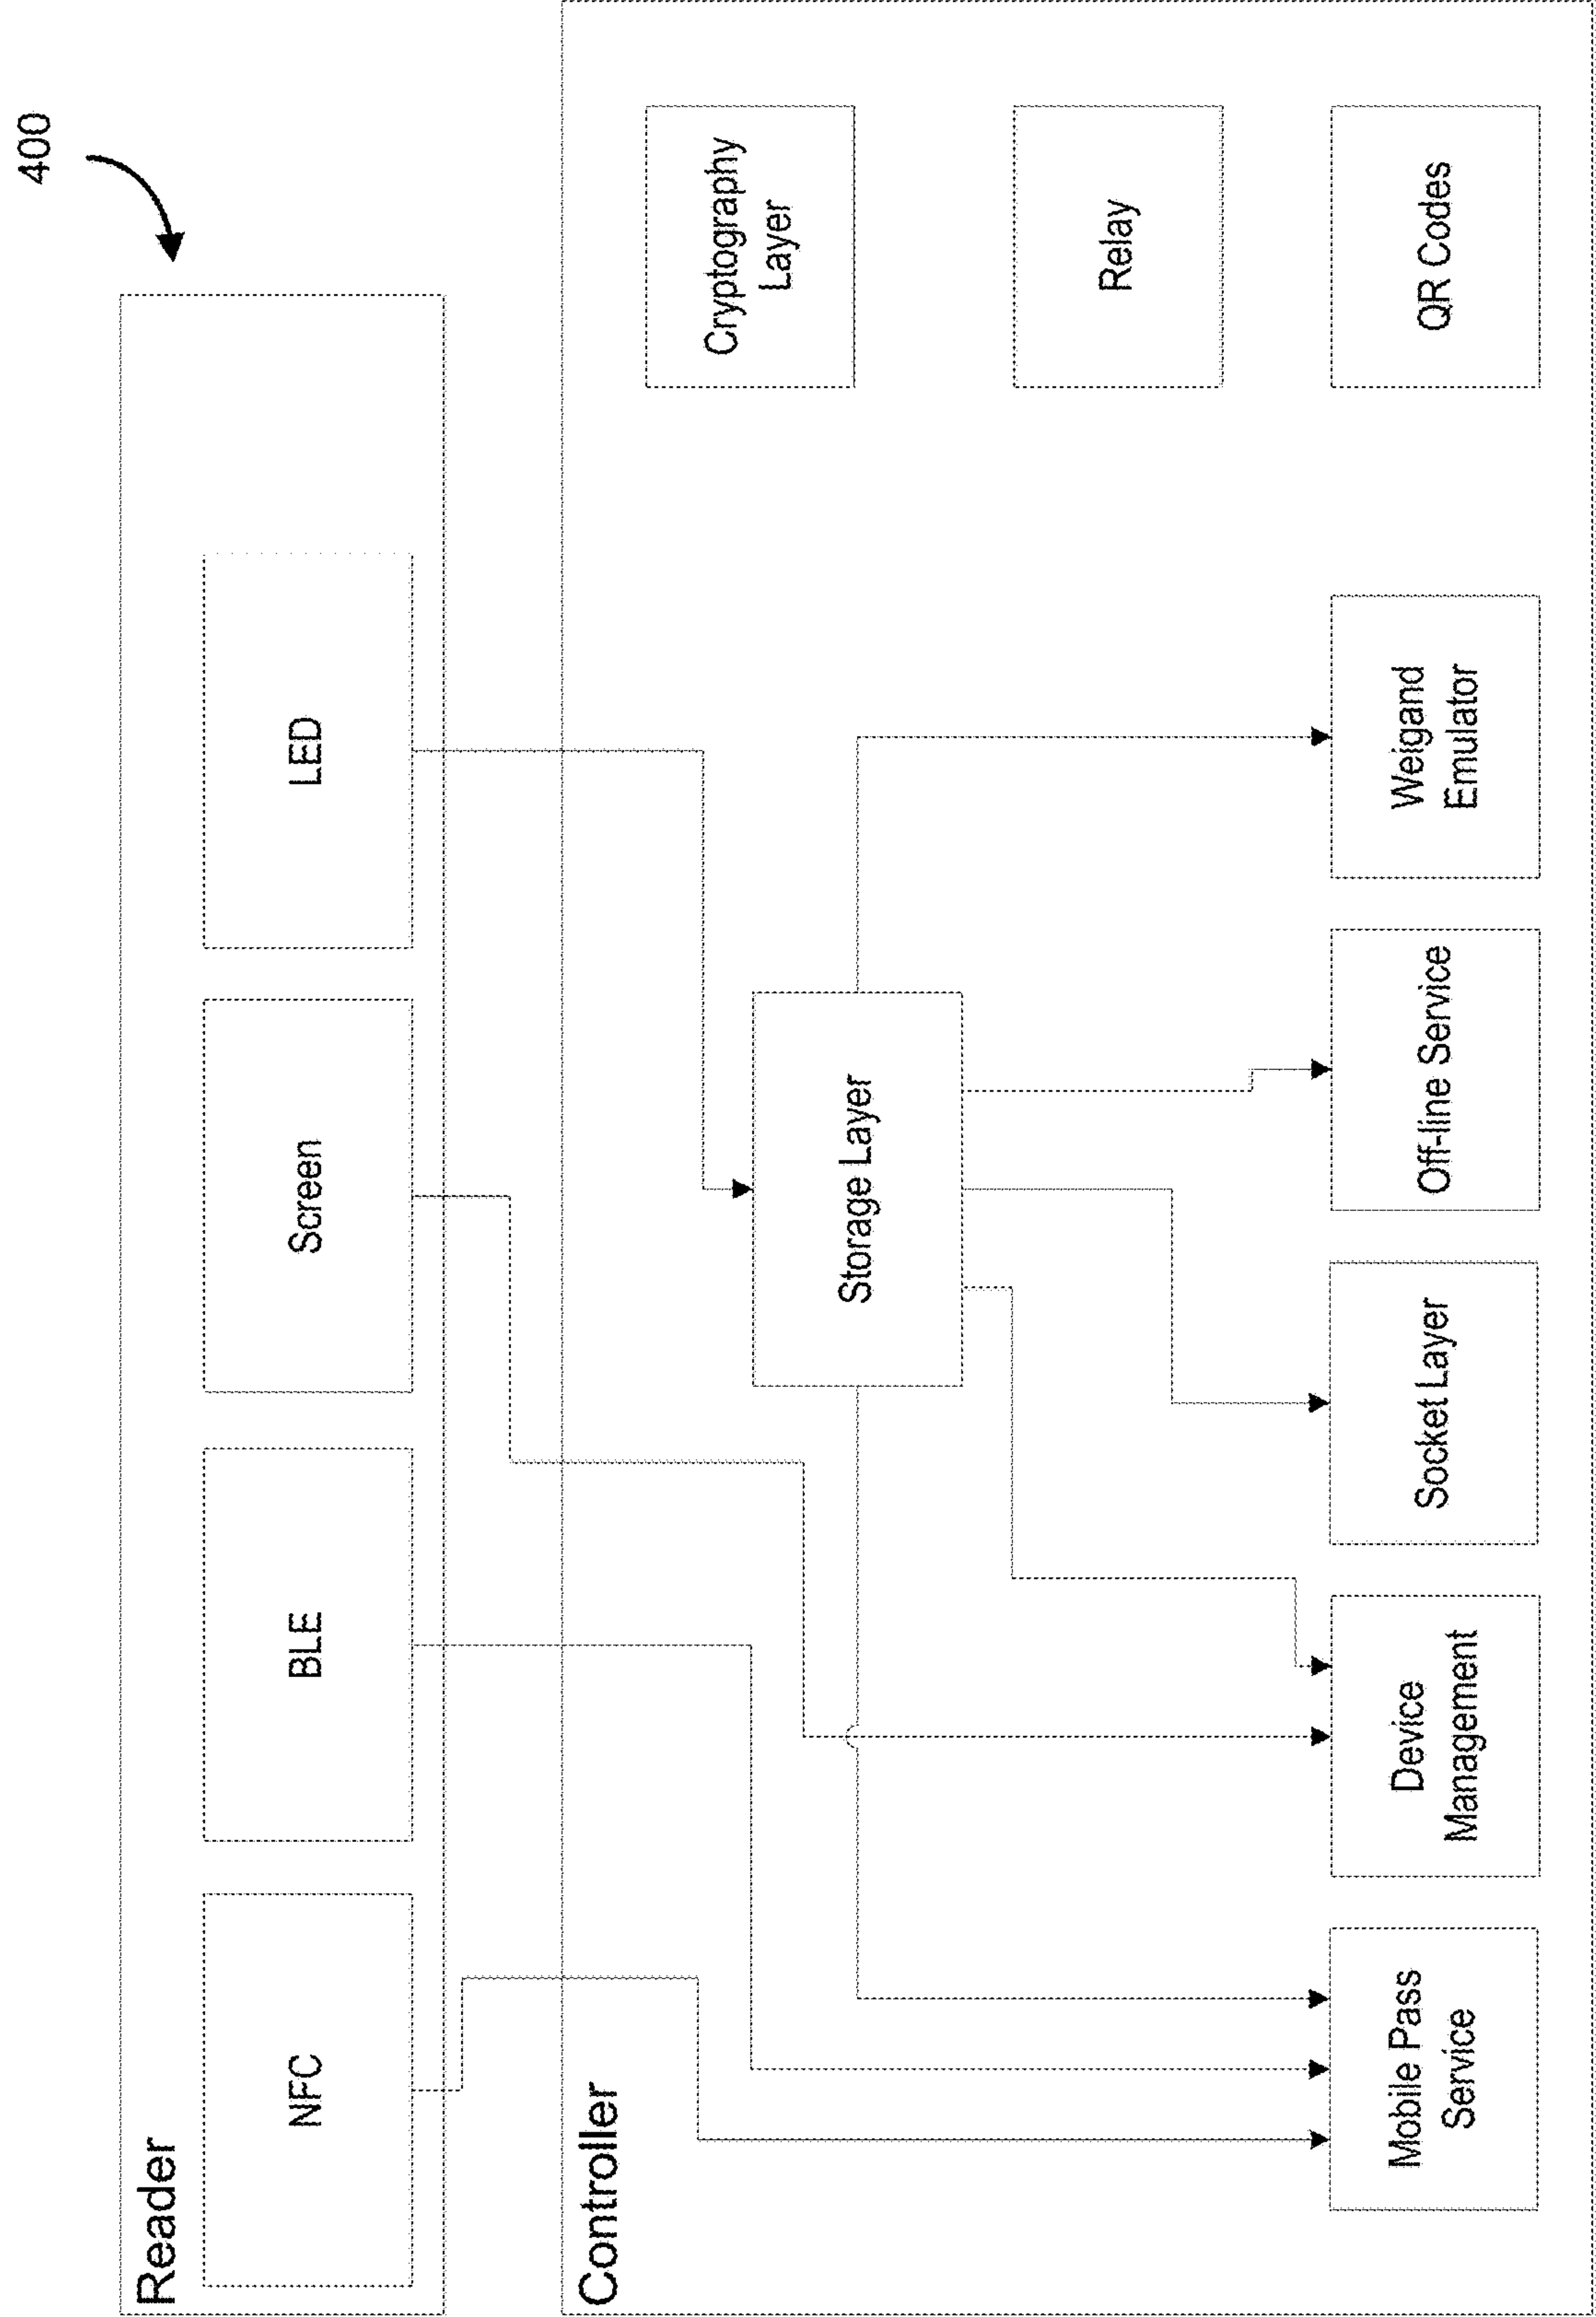 400
Reader
NFC
BLE
Screen
LED
Controller
Cryptography
Layer
Storage Layer
Relay
Mobile Pass
Service
Device
Management
Socket Layer
Off-line Service
Weigand
Emulator
QR Codes